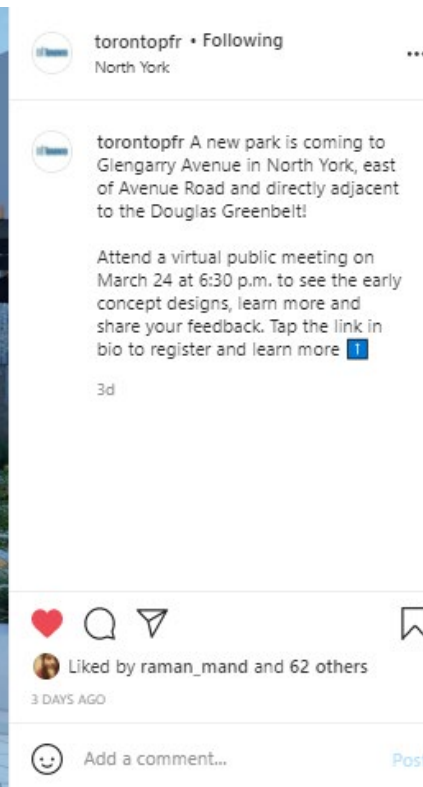 torontopfr • Following
North York
torontopfr A new park is coming to
Glengarry Avenue in North York, east
of Avenue Road and directly adjacent
to the Douglas Greenbelt!
Attend a virtual public meeting on
March 24 at 6:30 p.m. to see the early
concept designs, learn more and
share your feedback. Tap the link in
bio to register and learn more ⬆️
3d
Liked by raman_mand and 62 others
3 DAYS AGO
Add a comment... Post